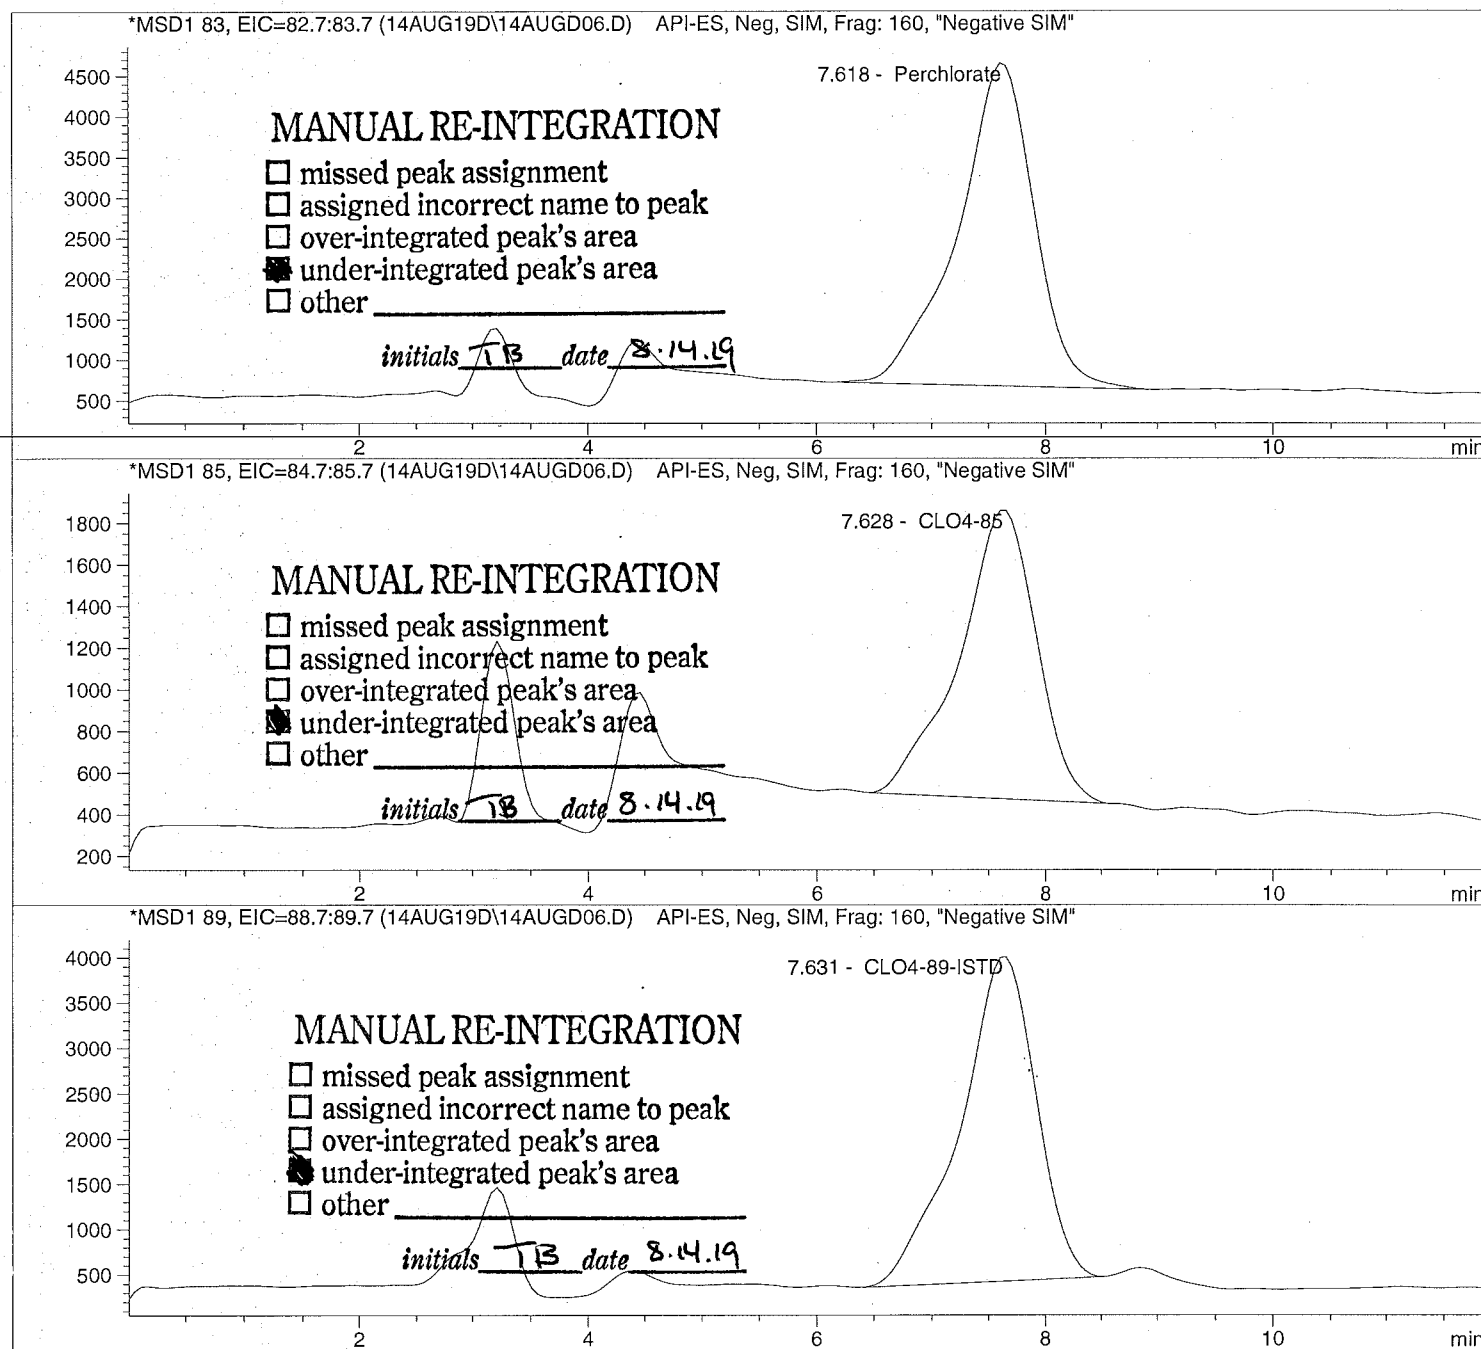 *MSD1 83, EIC=82.7:83.7 (14AUG19D\14AUGD06.D) API-ES, Neg, SIM, Frag: 160, "Negative SIM"
7.618 - Perchlorate
4500
4000
3500
3000
2500
2000
1500
1000
500
MANUAL RE-INTEGRATION
missed peak assignment
assigned incorrect name to peak
over-integrated peak's area
under-integrated peak's area
other
initials TB date 8.14.19
2 4 6 8 10 min
*MSD1 85, EIC=84.7:85.7 (14AUG19D\14AUGD06.D) API-ES, Neg, SIM, Frag: 160, "Negative SIM"
7.628 - CLO4-85
1800
1600
1400
1200
1000
800
600
400
200
MANUAL RE-INTEGRATION
missed peak assignment
assigned incorrect name to peak
over-integrated peak's area
under-integrated peak's area
other
initials TB date 8.14.19
2 4 6 8 10 min
*MSD1 89, EIC=88.7:89.7 (14AUG19D\14AUGD06.D) API-ES, Neg, SIM, Frag: 160, "Negative SIM"
7.631 - CLO4-89-ISTD
4000
3500
3000
2500
2000
1500
1000
500
MANUAL RE-INTEGRATION
missed peak assignment
assigned incorrect name to peak
over-integrated peak's area
under-integrated peak's area
other
initials TB date 8.14.19
2 4 6 8 10 min